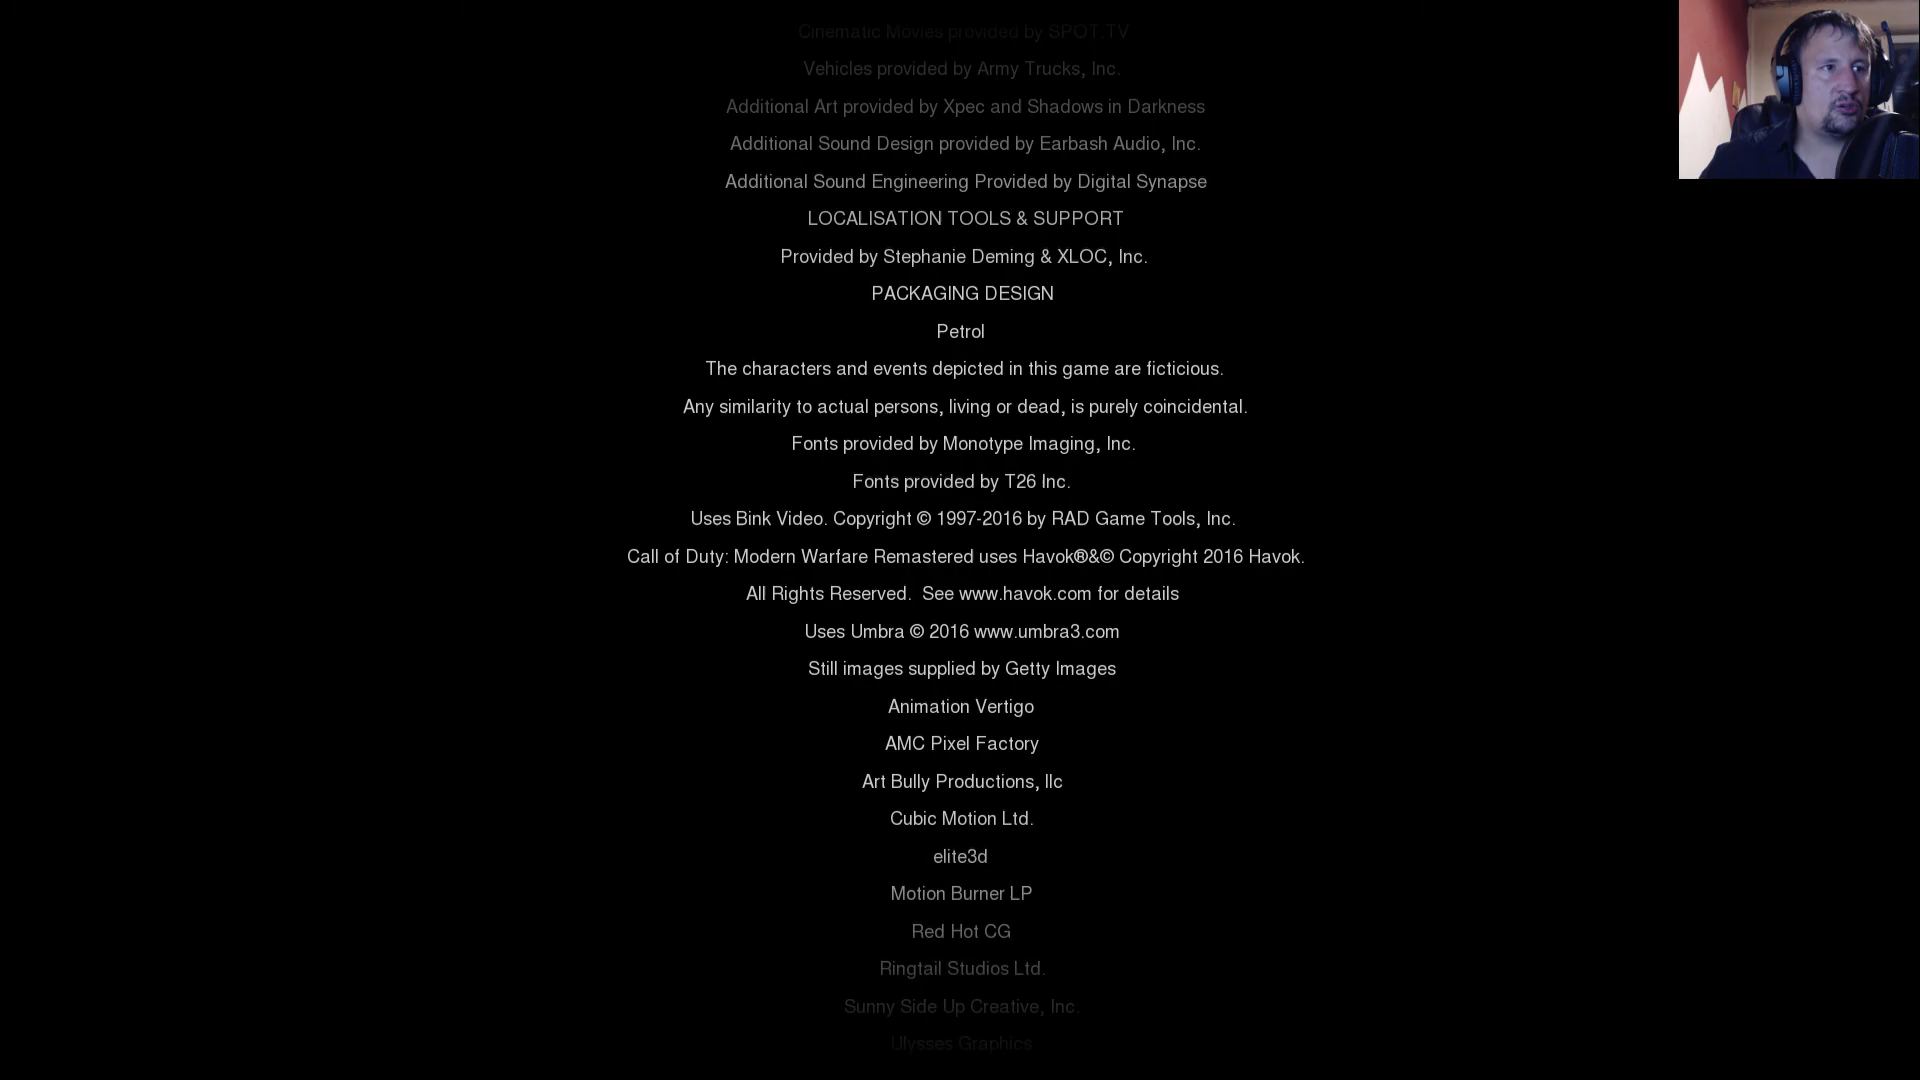 Cinematic Movies provided by SPOT.TV
Vehicles provided by Army Trucks, Inc.
Additional Art provided by Xpec and Shadows in Darkness
Additional Sound Design provided by Earbash Audio, Inc.
Additional Sound Engineering Provided by Digital Synapse
LOCALISATION TOOLS & SUPPORT
Provided by Stephanie Deming & XLOC, Inc.
PACKAGING DESIGN
Petrol
The characters and events depicted in this game are ficticious.
Any similarity to actual persons, living or dead, is purely coincidental.
Fonts provided by Monotype Imaging, Inc.
Fonts provided by T26 Inc.
Uses Bink Video. Copyright © 1997-2016 by RAD Game Tools, Inc.
Call of Duty: Modern Warfare Remastered uses Havok®&© Copyright 2016 Havok.
All Rights Reserved.  See www.havok.com for details
Uses Umbra © 2016 www.umbra3.com
Still images supplied by Getty Images
Animation Vertigo
AMC Pixel Factory
Art Bully Productions, llc
Cubic Motion Ltd.
elite3d
Motion Burner LP
Red Hot CG
Ringtail Studios Ltd.
Sunny Side Up Creative, Inc.
Ulysses Graphics